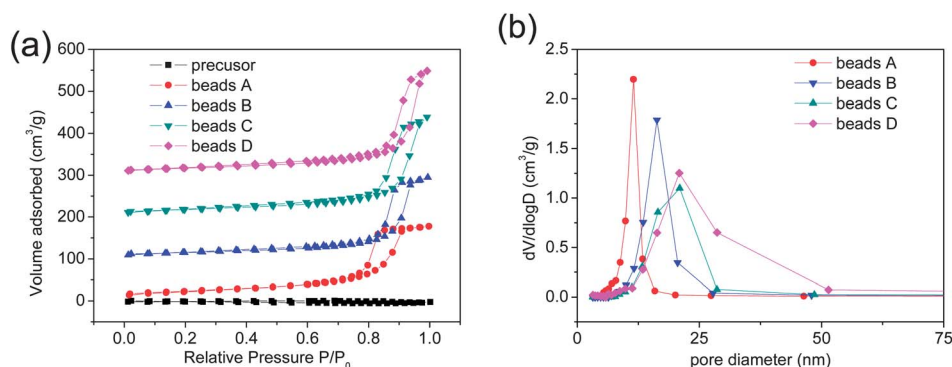 (a)
600
500
400
300
200
100
0
Volume adsorbed (cm³/g)
precusor
beads A
beads B
beads C
beads D
0.0 0.2 0.4 0.6 0.8 1.0
Relative Pressure P/P₀
(b)
2.5
2.0
1.5
1.0
0.5
0.0
dV/dlogD (cm³/g)
beads A
beads B
beads C
beads D
0 25 50 75
pore diameter (nm)